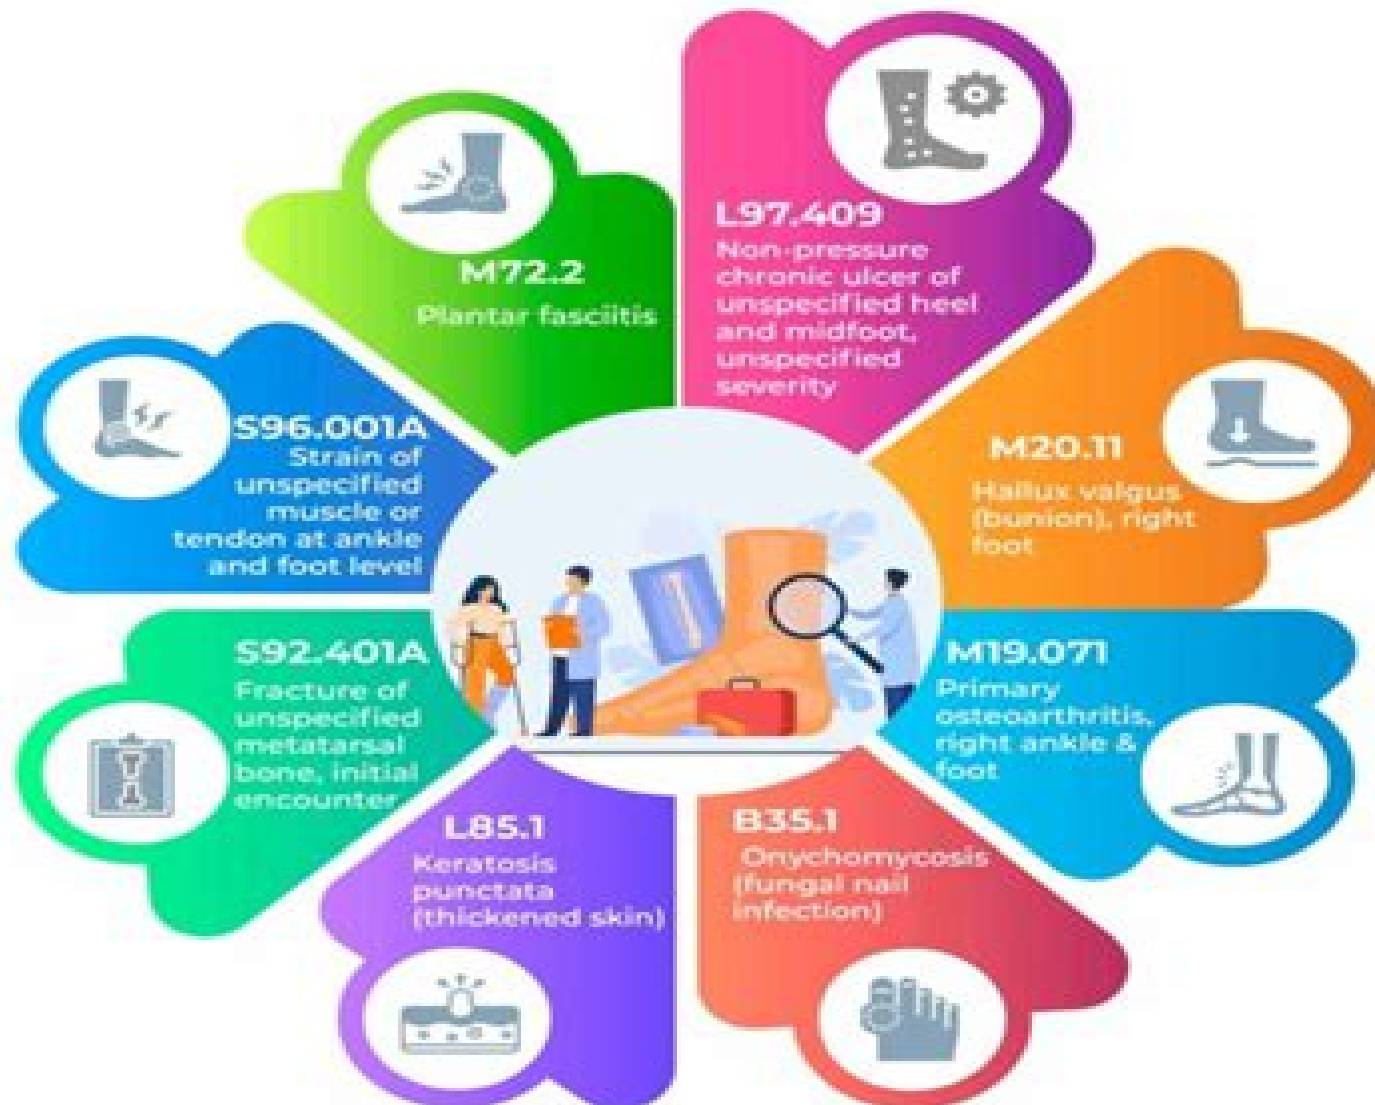 L97.409
Non-pressure
chronic ulcer of
unspecified heel
and midfoot,
unspecified
severity
M20.11
Hallux valgus
(bunion), right
foot
M19.071
Primary
osteoarthritis,
right ankle &
foot
B35.1
Onychomycosis
(fungal nail
infection)
L85.1
Keratosis
punctata
(thickened skin)
S92.401A
Fracture of
unspecified
metatarsal
bone, initial
encounter
S96.001A
Strain of
unspecified
muscle or
tendon at ankle
and foot level
M72.2
Plantar fasciitis